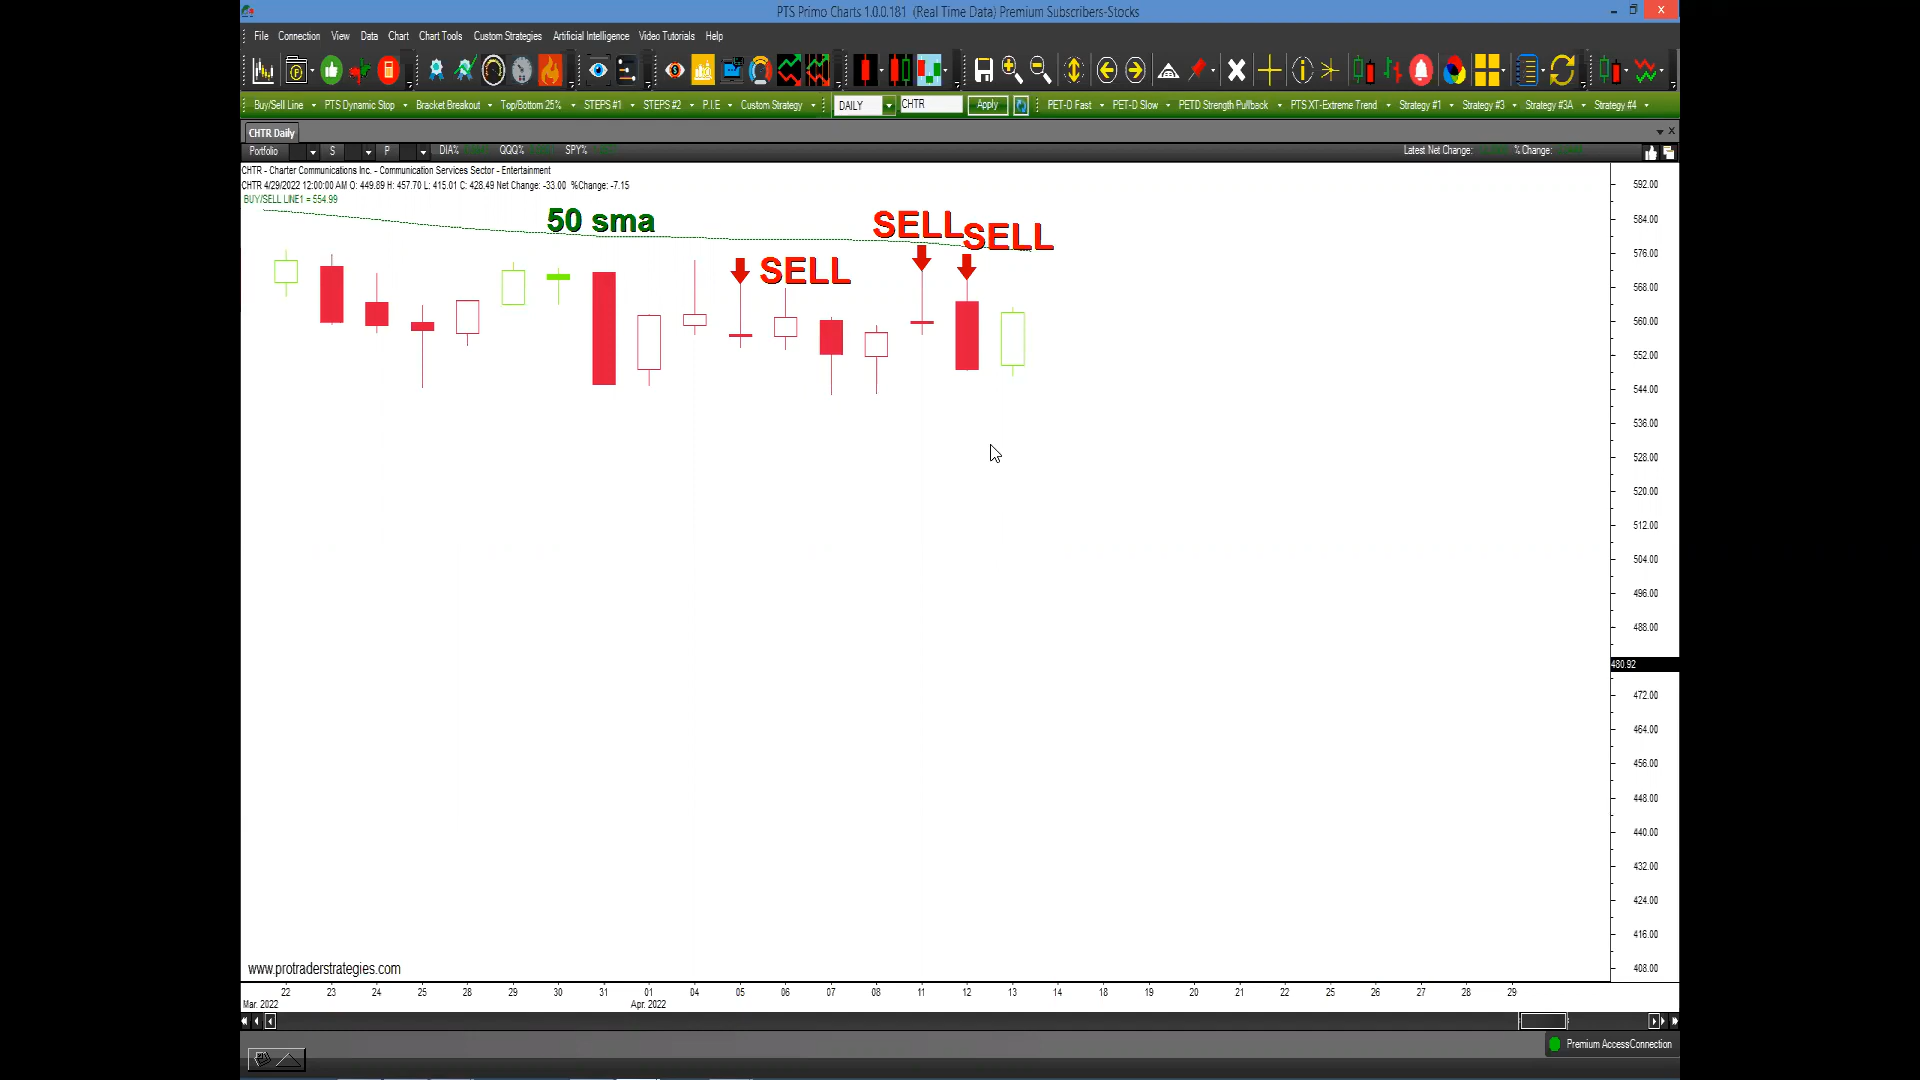 PTS Primo Charts 1.0.0.181 (Real Time Data) Premium Subscribers-Stocks
File Connection View Data Chart Chart Tools Custom Strategies Artificial Intelligence Video Tutorials Help
Buy/Sell Line PTS Dynamic Stop Bracket Breakout Top/Bottom 25% STEPS #1 STEPS #2 P.I.E Custom Strategy DAILY CHTR Apply PET-D Fast PET-D Slow PETD Strength Pullback PTS XT-Extreme Trend Strategy #1 Strategy #3 Strategy #3A Strategy #4
CHTR Daily
Portfolio S P DIA% QQQ% SPY% Latest Net Change: % Change:
CHTR - Charter Communications Inc. - Communication Services Sector - Entertainment
CHTR 4/29/2022 12:00:00 AM O: 449.89 H: 457.70 L: 415.01 C: 428.49 Net Change: -33.00 %Change: -7.15
BUY/SELL LINE1 = 554.99
50 sma
SELL
SELL
SELL
592.00
584.00
576.00
568.00
560.00
552.00
544.00
536.00
528.00
520.00
512.00
504.00
496.00
488.00
480.92
472.00
464.00
456.00
448.00
440.00
432.00
424.00
416.00
408.00
www.protraderstrategies.com
22 23 24 25 28 29 30 31 01 04 05 06 07 08 11 12 13 14 18 19 20 21 22 25 26 27 28 29
Mar. 2022 Apr. 2022
Premium AccessConnection